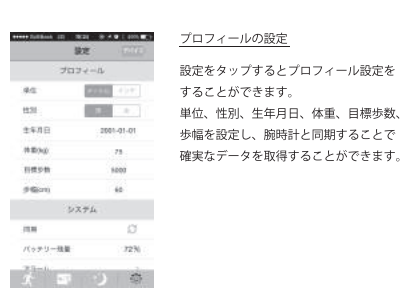 プロフィールの設定
設定をタップするとプロフィール設定を
することができます。
単位、性別、生年月日、体重、目標歩数、
歩幅を設定し、腕時計と同期することで
確実なデータを取得することができます。
設定
プロフィール
単位
性別
生年月日 2001-01-01
体重(kg) 75
目標歩数 5000
歩幅(cm) 60
システム
同期
バッテリー残量 72%
アラーム